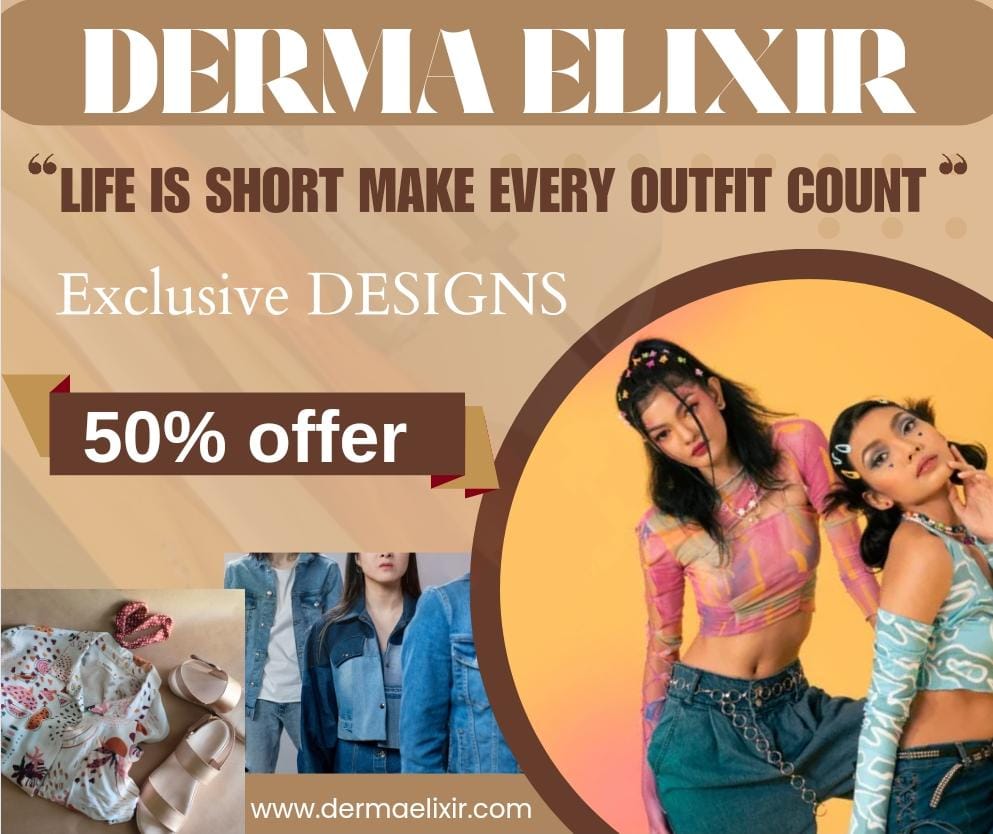 DERMA ELIXIR
“LIFE IS SHORT MAKE EVERY OUTFIT COUNT”
Exclusive DESIGNS
50% offer
www.dermaelixir.com